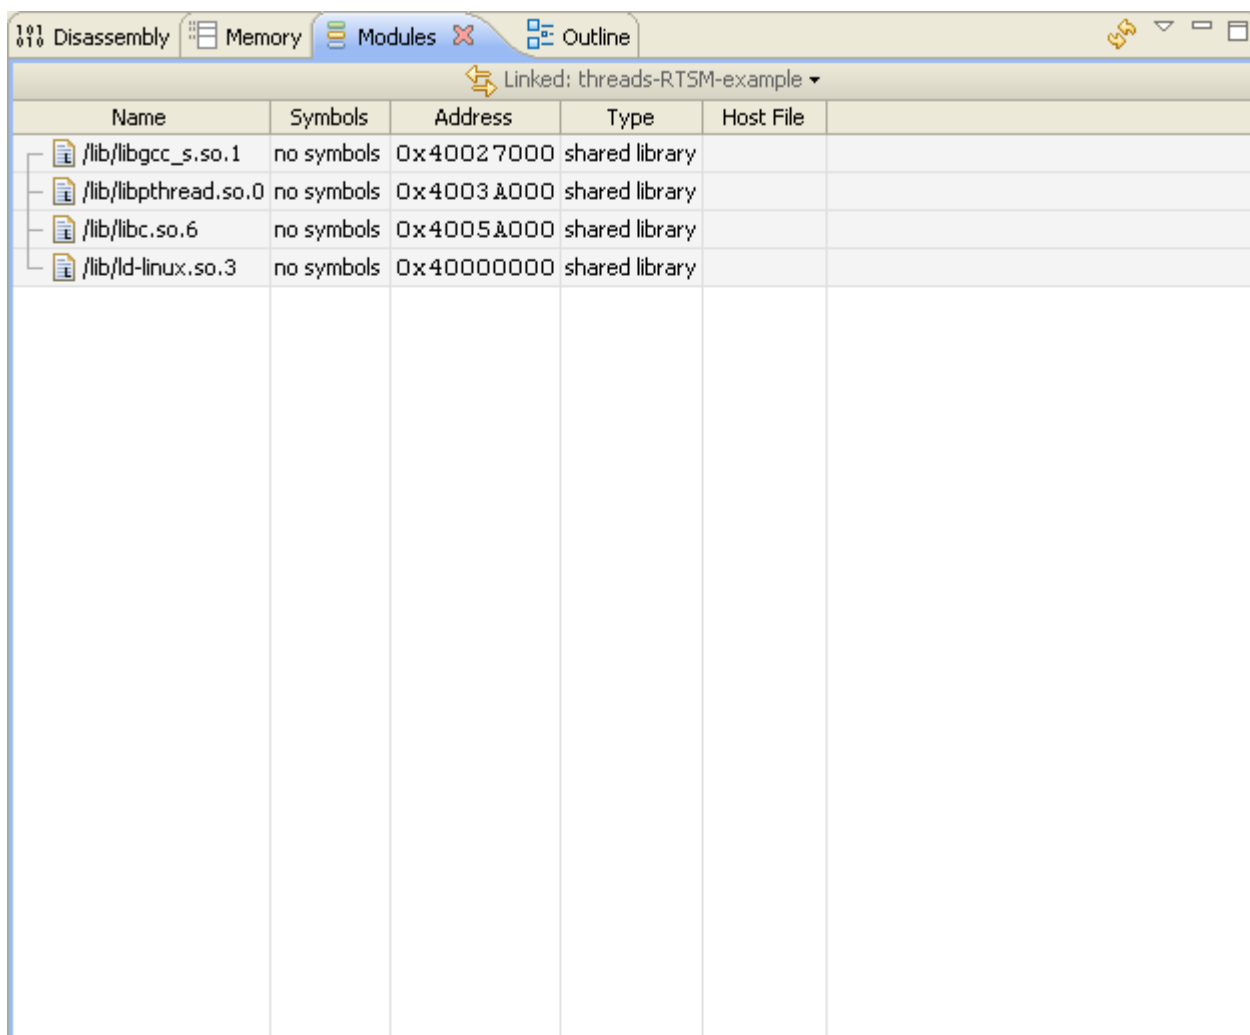 Disassembly Memory Modules Outline
Linked: threads-RTSM-example
Name Symbols Address Type Host File
/lib/libgcc_s.so.1 no symbols 0x40027000 shared library
/lib/libpthread.so.0 no symbols 0x4003A000 shared library
/lib/libc.so.6 no symbols 0x4005A000 shared library
/lib/ld-linux.so.3 no symbols 0x40000000 shared library